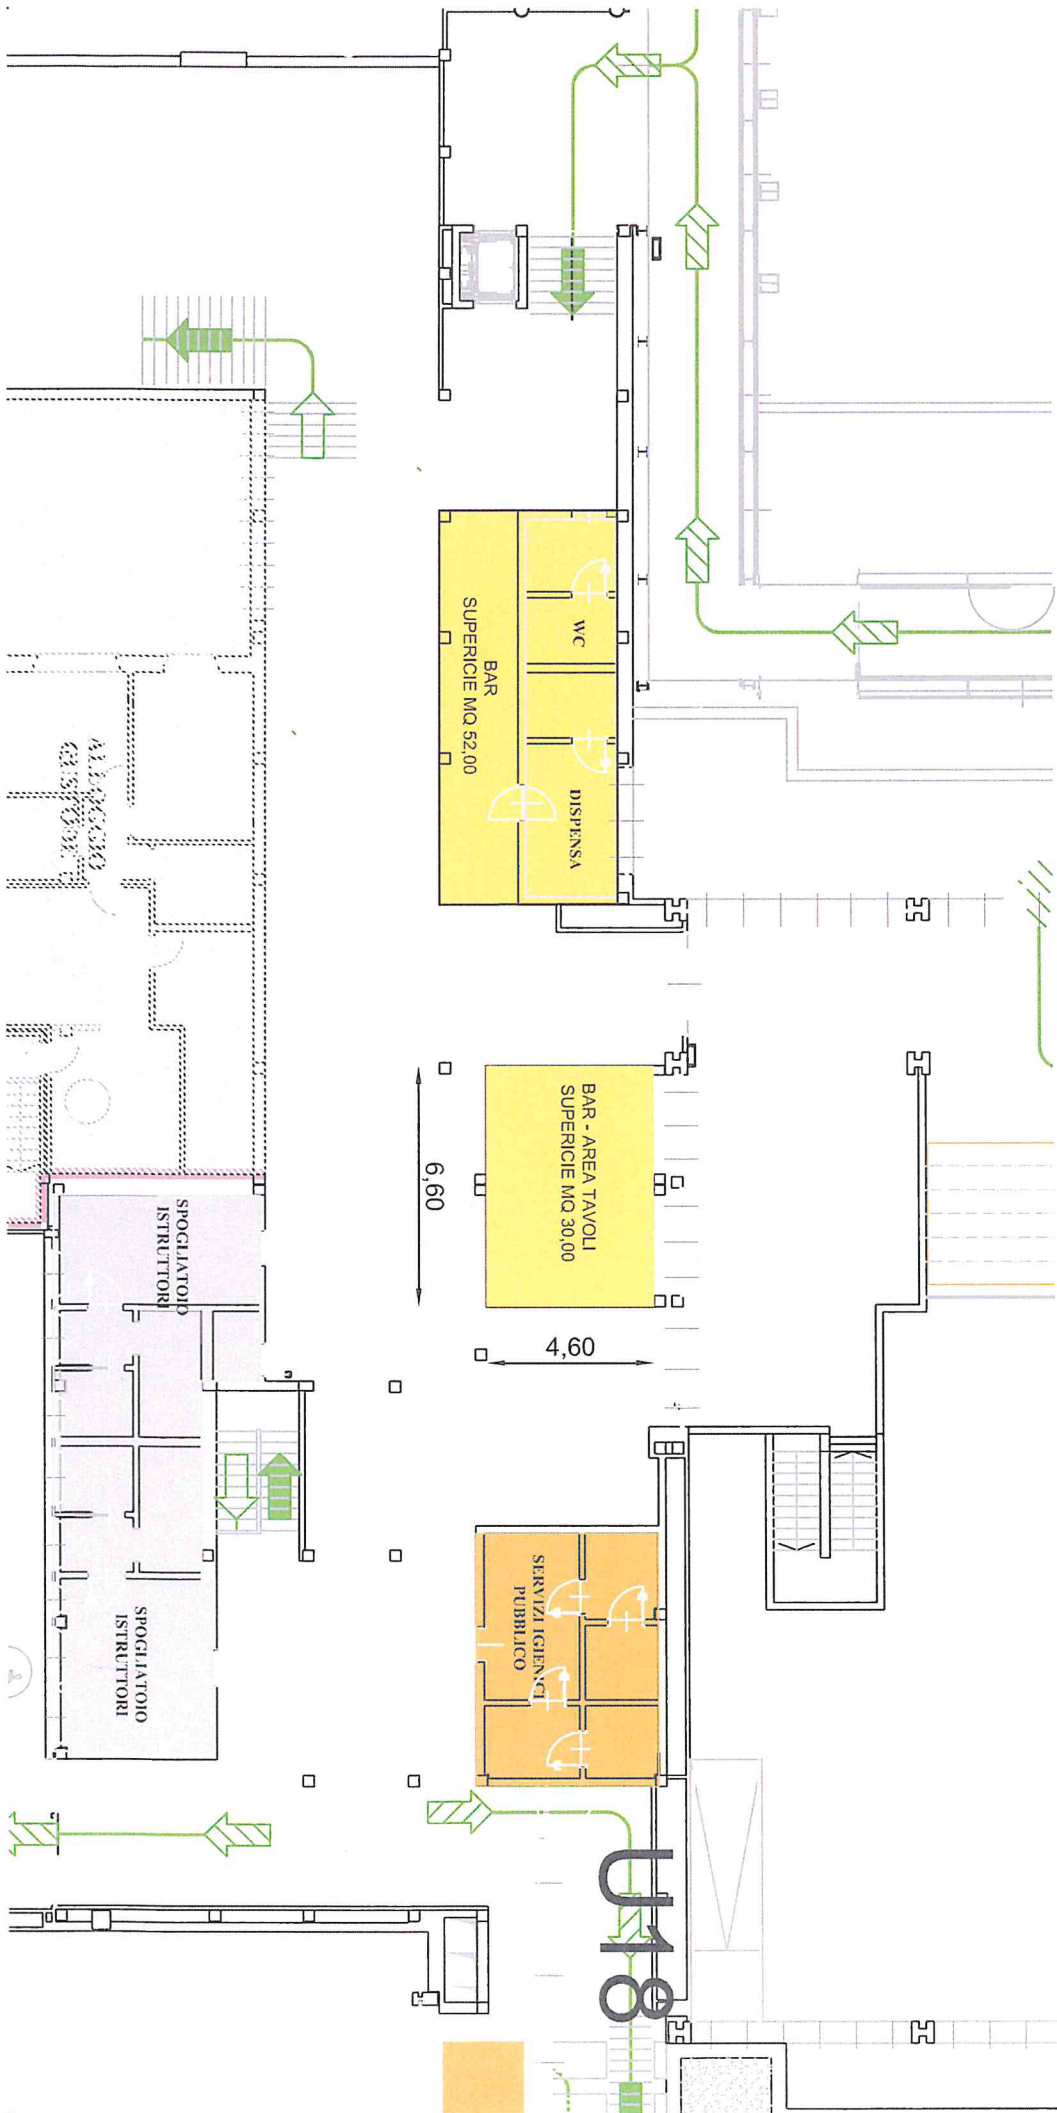 WC
BAR
SUPERICIE MQ 52,00
DISPENSA
BAR - AREA TAVOLI
SUPERICIE MQ 30,00
6,60
4,60
SPOGLIATOIO
ISTRUTTORI
SERVIZI IGIENCI
PUBBLICO
SPOGLIATOIO
ISTRUTTORI
U18